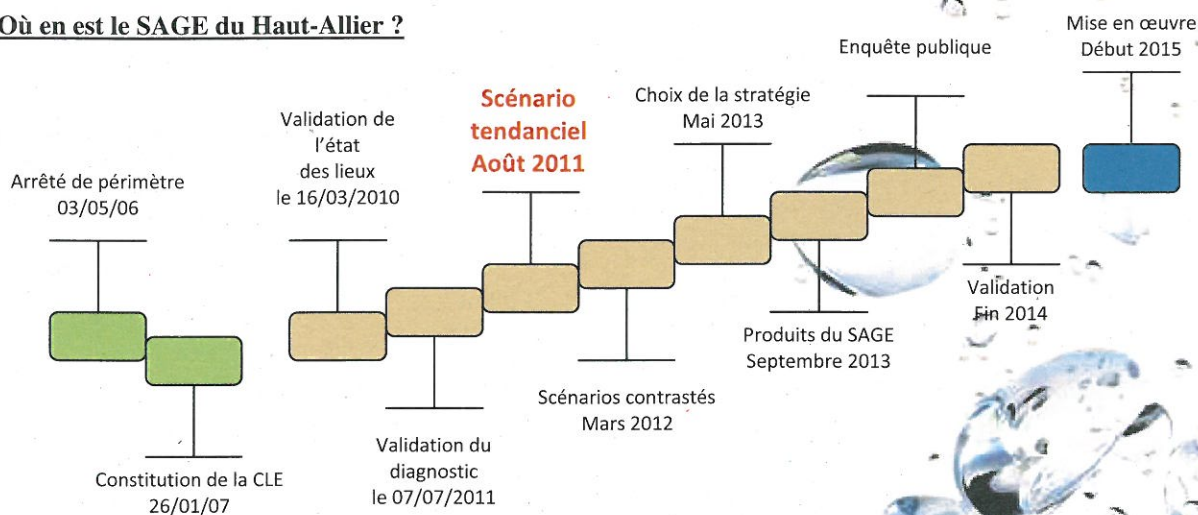 Où en est le SAGE du Haut-Allier ?
Arrêté de périmètre
03/05/06
Constitution de la CLE
26/01/07
Validation de
l'état
des lieux
le 16/03/2010
Validation du
diagnostic
le 07/07/2011
Scénario
tendanciel
Août 2011
Scénarios contrastés
Mars 2012
Choix de la stratégie
Mai 2013
Produits du SAGE
Septembre 2013
Enquête publique
Validation
Fin 2014
Mise en œuvre
Début 2015